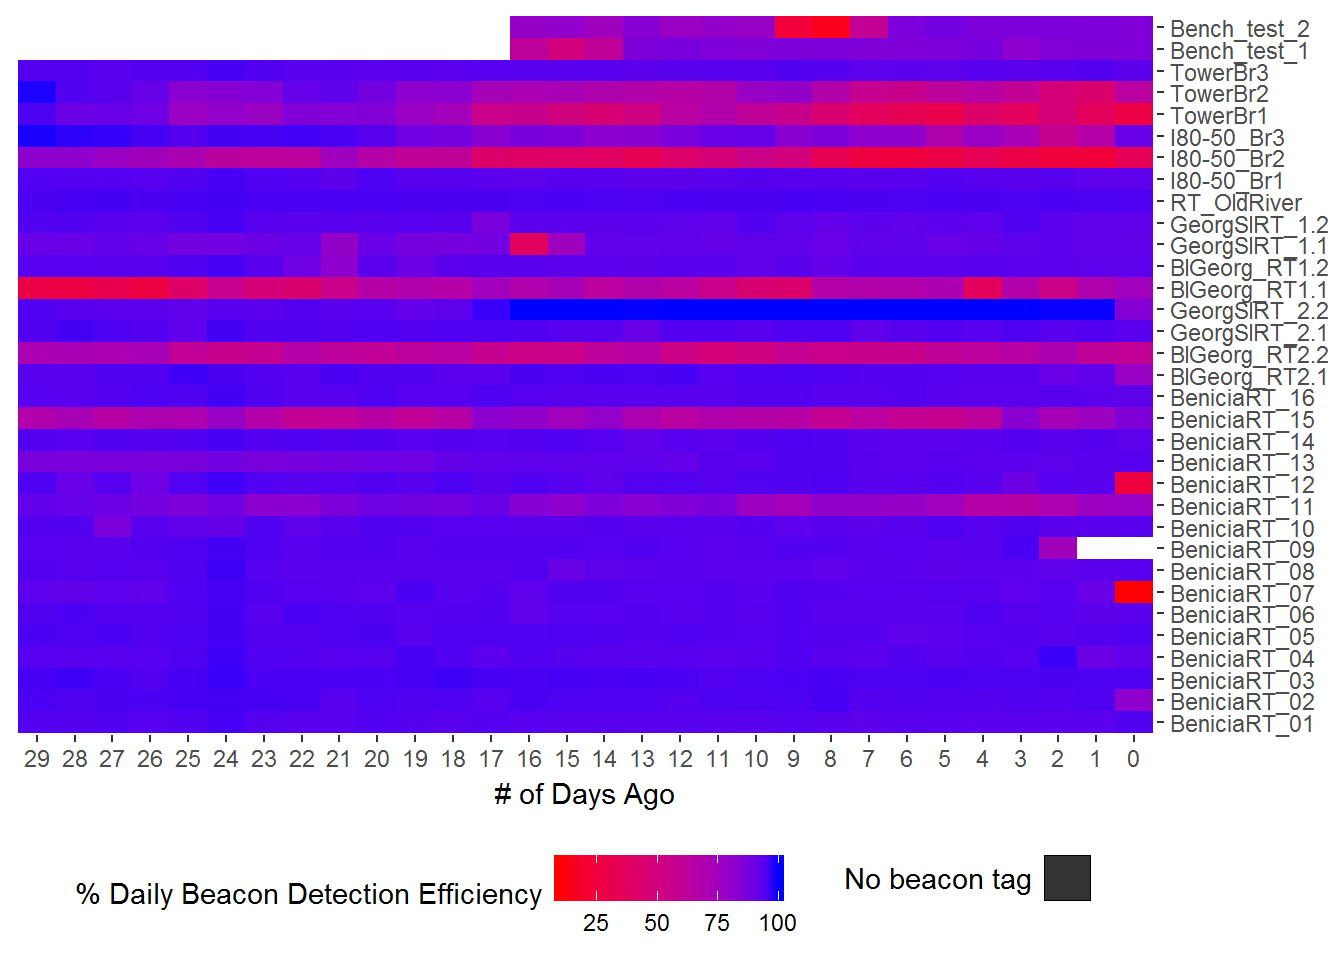 Bench_test_2
Bench_test_1
TowerBr3
TowerBr2
TowerBr1
I80-50_Br3
I80-50_Br2
I80-50_Br1
RT_OldRiver
GeorgSlRT_1.2
GeorgSlRT_1.1
BlGeorg_RT1.2
BlGeorg_RT1.1
GeorgSlRT_2.2
GeorgSlRT_2.1
BlGeorg_RT2.2
BlGeorg_RT2.1
BeniciaRT_16
BeniciaRT_15
BeniciaRT_14
BeniciaRT_13
BeniciaRT_12
BeniciaRT_11
BeniciaRT_10
BeniciaRT_09
BeniciaRT_08
BeniciaRT_07
BeniciaRT_06
BeniciaRT_05
BeniciaRT_04
BeniciaRT_03
BeniciaRT_02
BeniciaRT_01
29 28 27 26 25 24 23 22 21 20 19 18 17 16 15 14 13 12 11 10 9 8 7 6 5 4 3 2 1 0
# of Days Ago
% Daily Beacon Detection Efficiency
25 50 75 100
No beacon tag